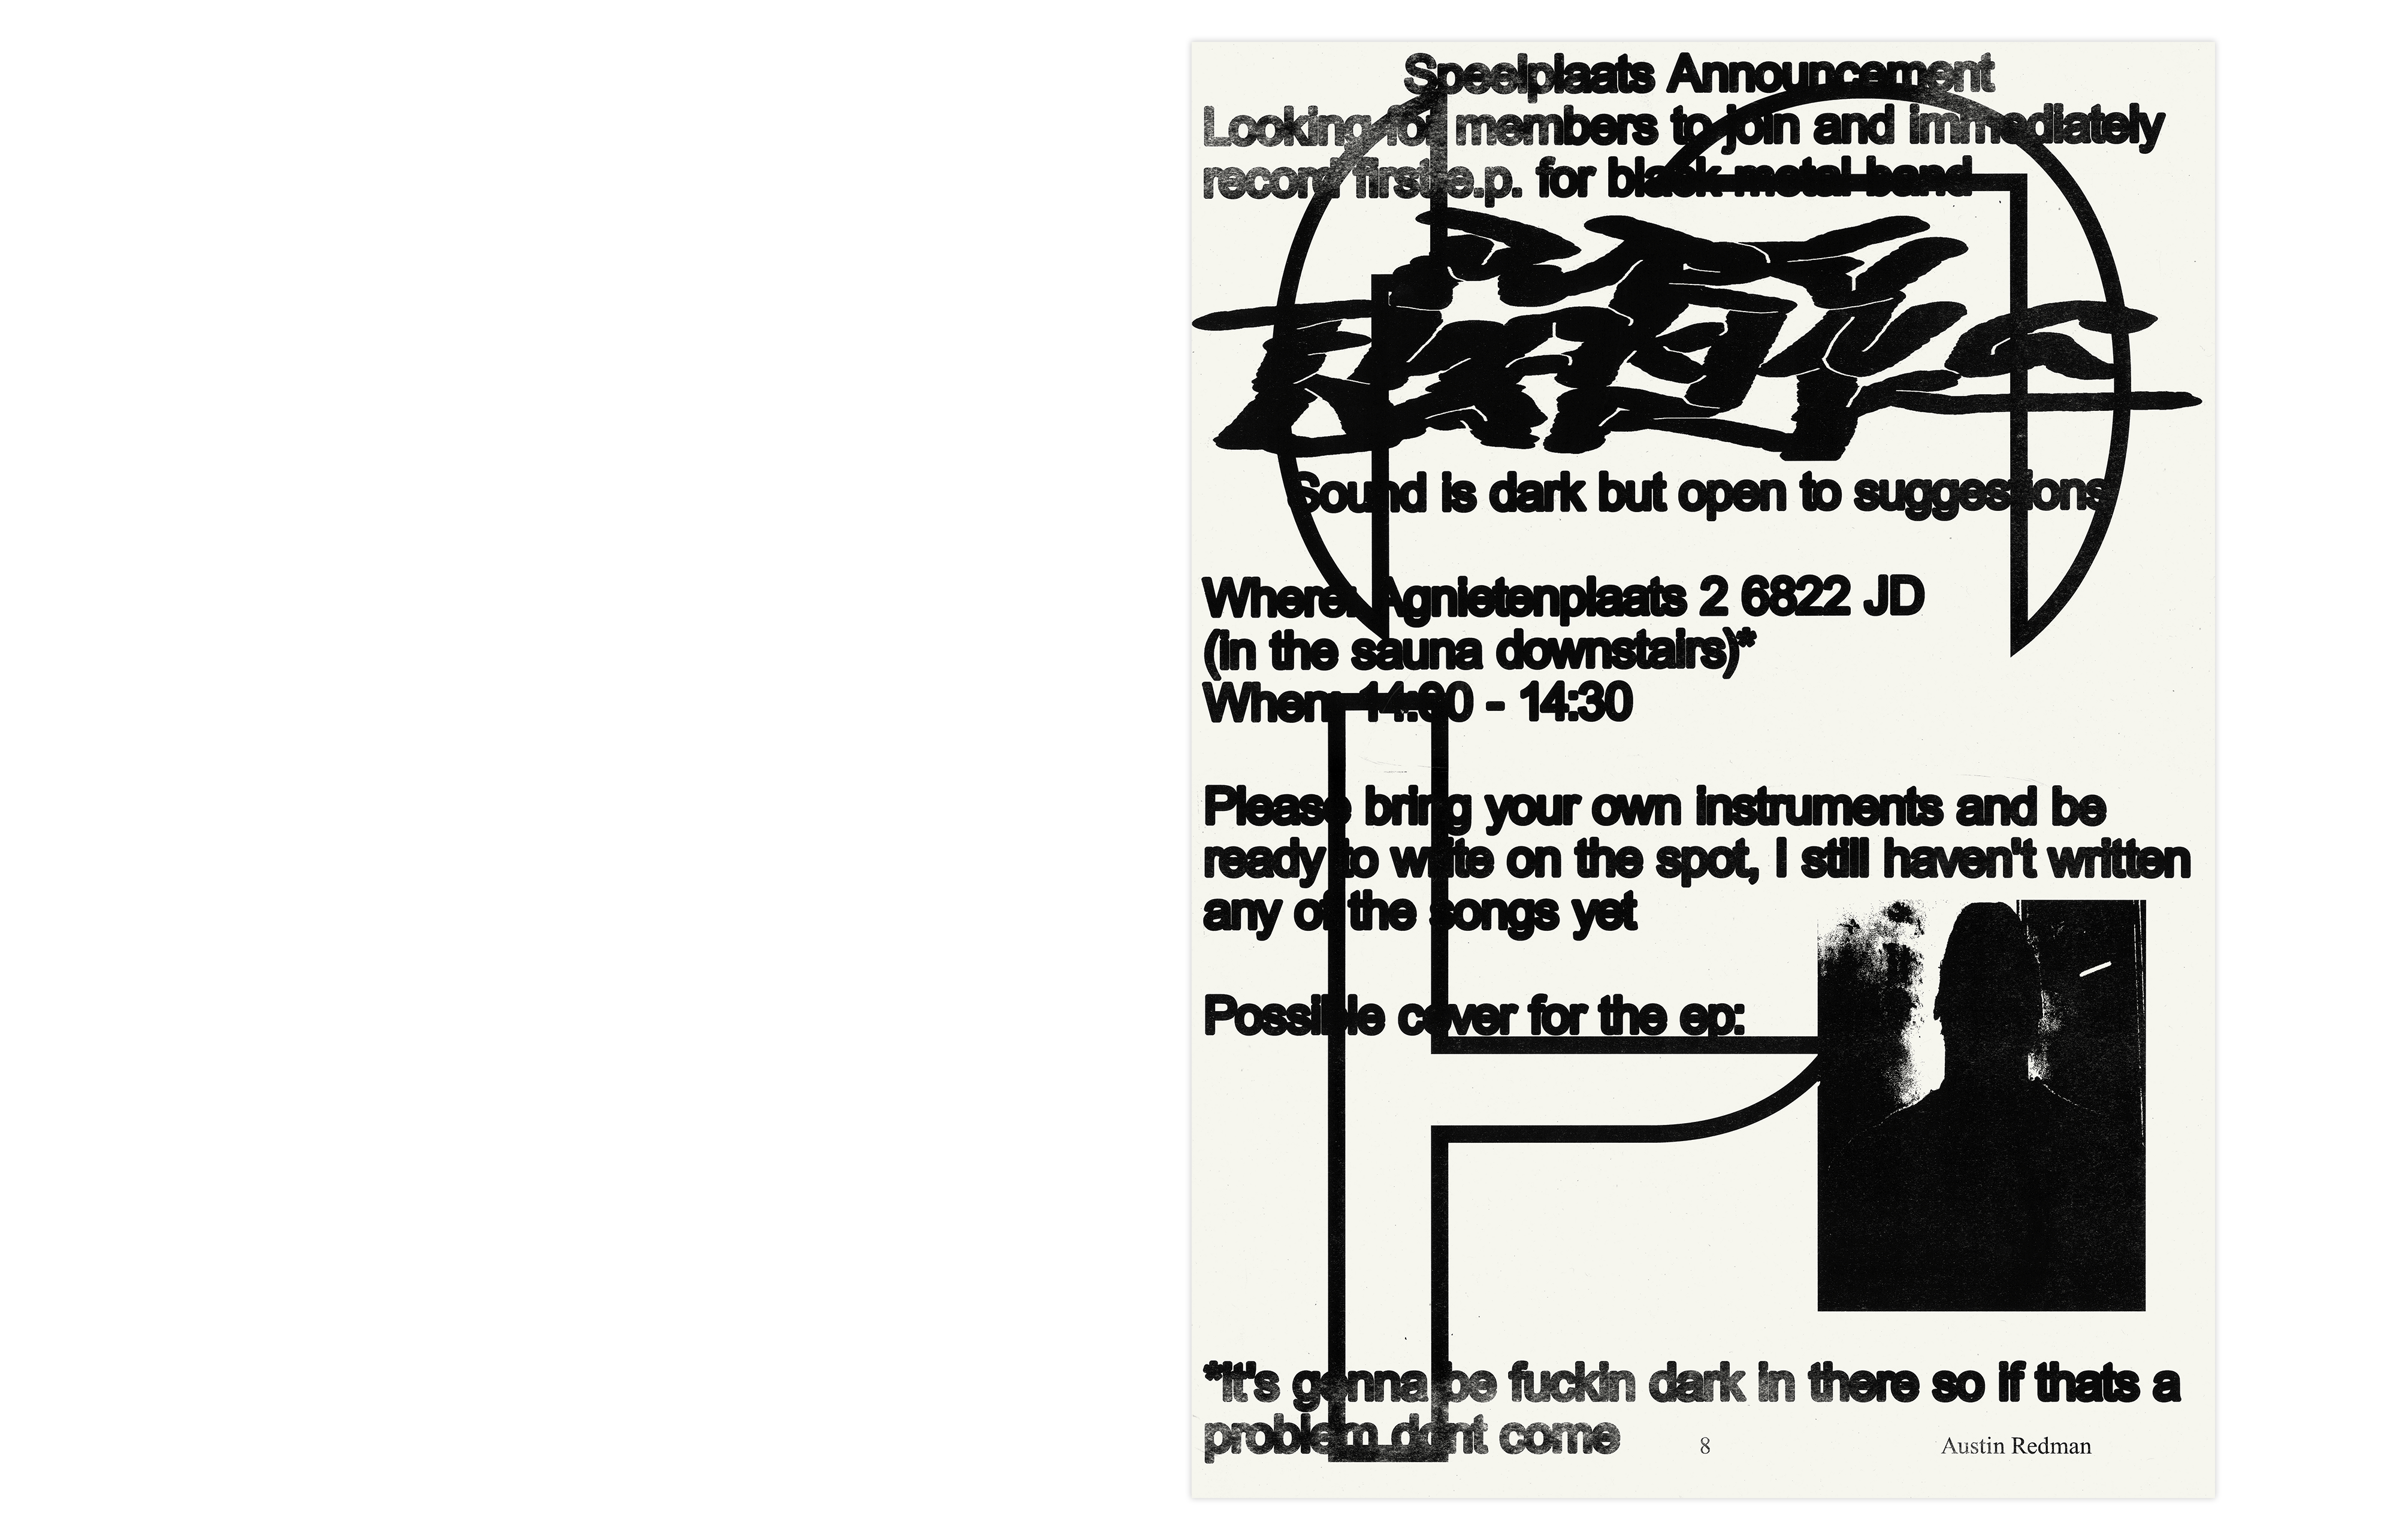 Speelplaats Announcement
Looking for members to join and immediately
record first e.p. for black metal band
Sound is dark but open to suggestions
Where: Agnietenplaats 2 6822 JD
(in the sauna downstairs)*
When: 14:00 - 14:30
Please bring your own instruments and be
ready to write on the spot, I still haven't written
any of the songs yet
Possible cover for the ep:
*it's gonna be fuckin dark in there so if thats a
problem dont come
8
Austin Redman